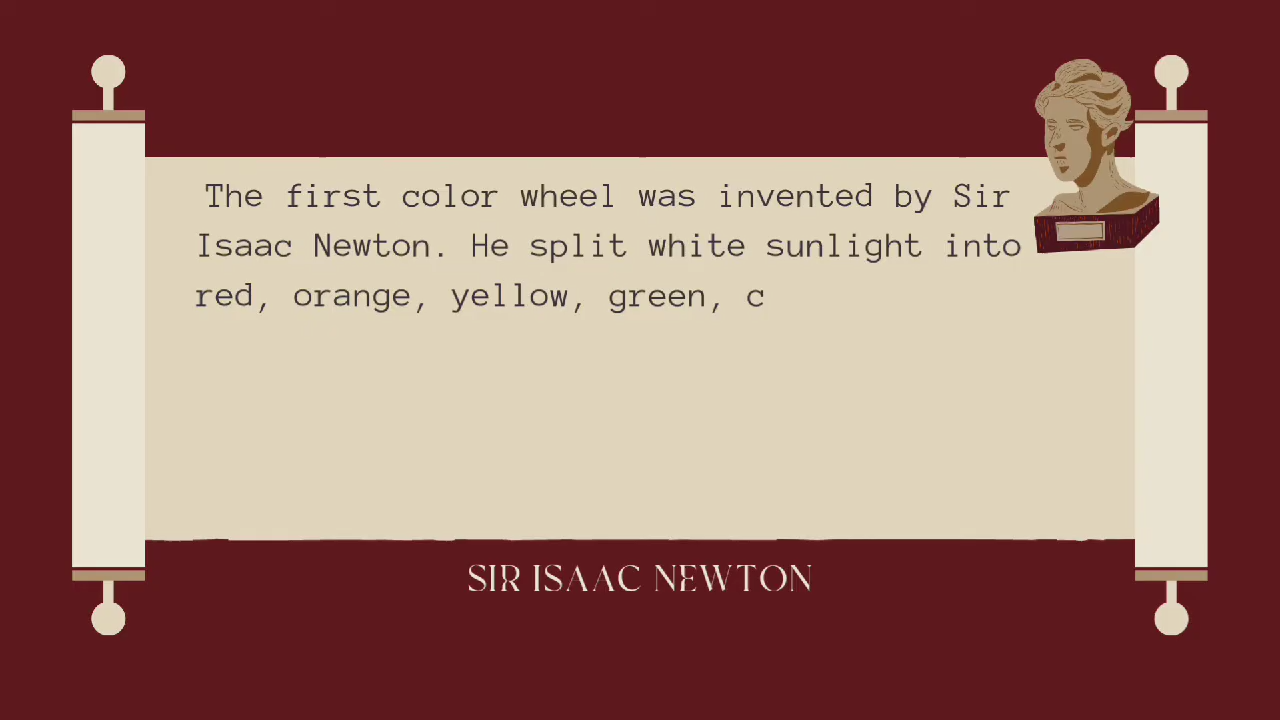 The first color wheel was invented by Sir
Isaac Newton. He split white sunlight into
red, orange, yellow, green, c
SIR ISAAC NEWTON